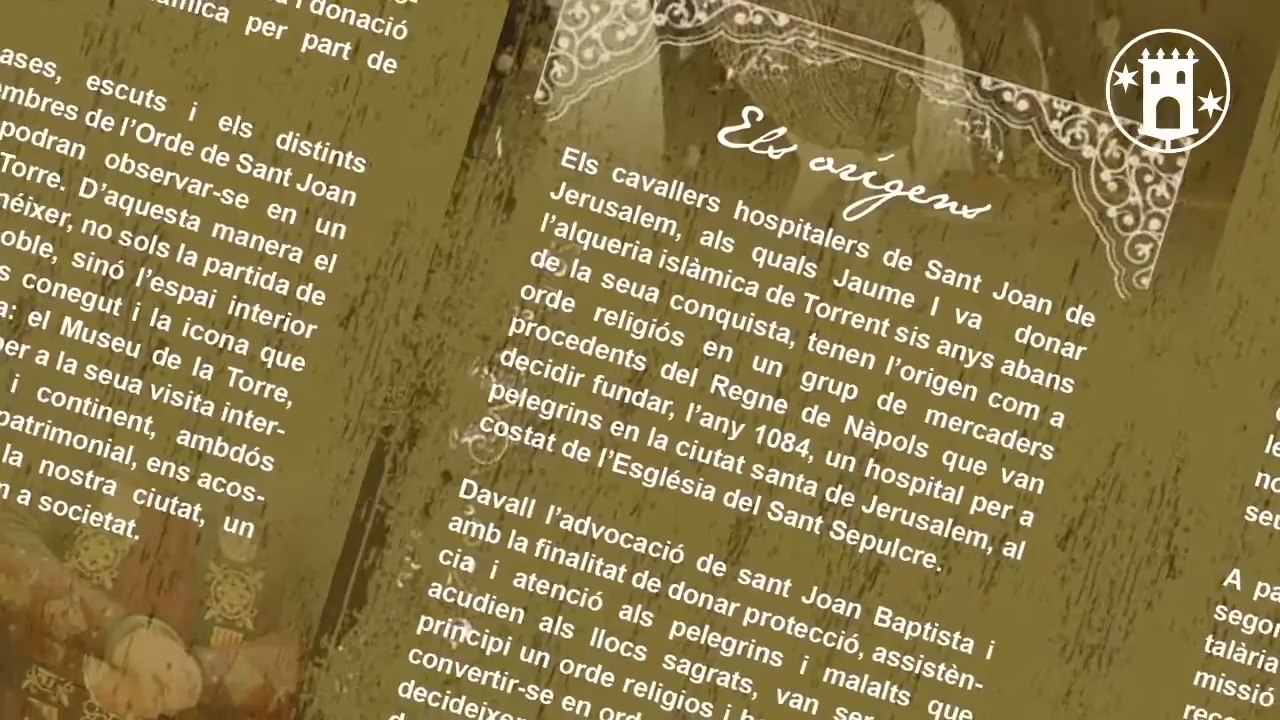 donació
per part de
ases, escuts i els distints
embres de l'Orde de Sant Joan
podran observar-se en un
Torre. D'aquesta manera el
néixer, no sols la partida de
oble, sinó l'espai interior
s conegut i la icona que
a: el Museu de la Torre,
per a la seua visita inter-
i continent, ambdós
patrimonial, ens acos-
la nostra ciutat, un
a societat.
Els orígens
Els cavallers hospitalers de Sant Joan de
Jerusalem, als quals Jaume I va donar
l'alqueria islàmica de Torrent sis anys abans
de la seua conquista, tenen l'origen com a
orde religiós en un grup de mercaders
procedents del Regne de Nàpols que van
decidir fundar, l'any 1084, un hospital per a
pelegrins en la ciutat santa de Jerusalem, al
costat de l'Església del Sant Sepulcre.
Davall l'advocació de sant Joan Baptista i
amb la finalitat de donar protecció, assistèn-
cia i atenció als pelegrins i malalts que
acudien als llocs sagrats, van ser
principi un orde religios i
convertir-se en ord
decideixe
A pa
segon
talària
missió